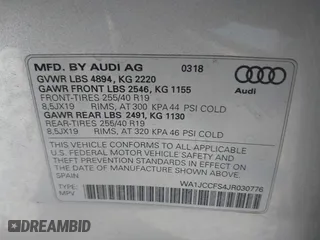 MFD. BY AUDI AG 0318
GVWR LBS 4894, KG 2220
GAWR FRONT LBS 2546, KG 1155
FRONT-TIRES 255/40 R19
8,5JX19 RIMS, AT 300 KPA 44 PSI COLD
GAWR REAR LBS 2491, KG 1130
REAR-TIRES 255/40 R19
8,5JX19 RIMS, AT 320 KPA 46 PSI COLD
Audi
THIS VEHICLE CONFORMS TO ALL APPLICABLE
U.S. FEDERAL MOTOR VEHICLE SAFETY STANDARDS
IN EFFECT ON THE DATE OF
DATE OF MANUFACTURE SHOWN ABOVE.
SPAIN
TYPE: WA1JCCFS4JR030776
MPV
DREAMBID